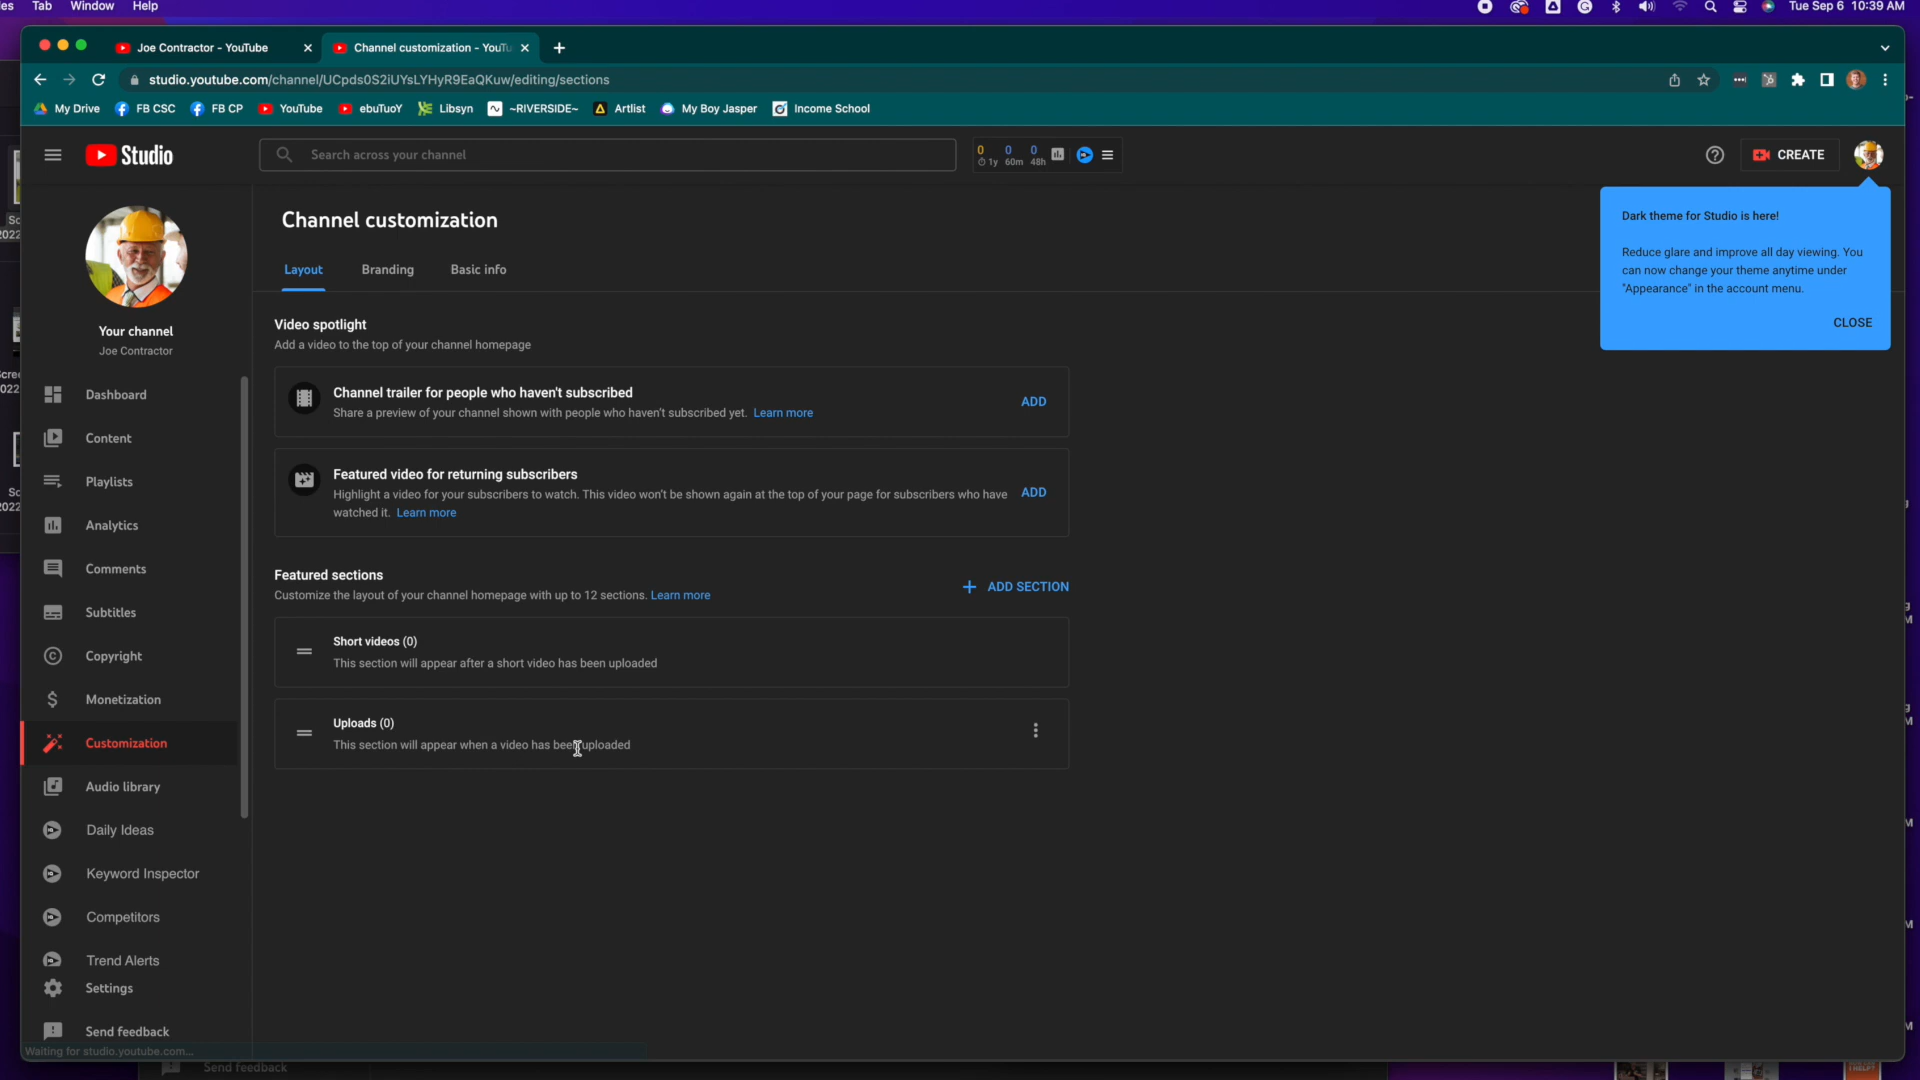 les Tab Window Help
Tue Sep 6 10:39 AM
Joe Contractor - YouTube
Channel customization - YouTu
studio.youtube.com/channel/UCpds0S2iUYsLYHyR9EaQKuw/editing/sections
My Drive FB CSC FB CP YouTube ebuTuoY Libsyn ~RIVERSIDE~ Artlist My Boy Jasper Income School
Studio
Search across your channel
0 0 0
1y 60m 48h
CREATE
Dark theme for Studio is here!
Reduce glare and improve all day viewing. You
can now change your theme anytime under
"Appearance" in the account menu.
CLOSE
Your channel
Joe Contractor
Dashboard
Content
Playlists
Analytics
Comments
Subtitles
Copyright
Monetization
Customization
Audio library
Daily Ideas
Keyword Inspector
Competitors
Trend Alerts
Settings
Send feedback
Channel customization
Layout Branding Basic info
Video spotlight
Add a video to the top of your channel homepage
Channel trailer for people who haven't subscribed
Share a preview of your channel shown with people who haven't subscribed yet. Learn more
ADD
Featured video for returning subscribers
Highlight a video for your subscribers to watch. This video won't be shown again at the top of your page for subscribers who have
watched it. Learn more
ADD
Featured sections
Customize the layout of your channel homepage with up to 12 sections. Learn more
ADD SECTION
Short videos (0)
This section will appear after a short video has been uploaded
Uploads (0)
This section will appear when a video has been uploaded
Waiting for studio.youtube.com...
Send feedback